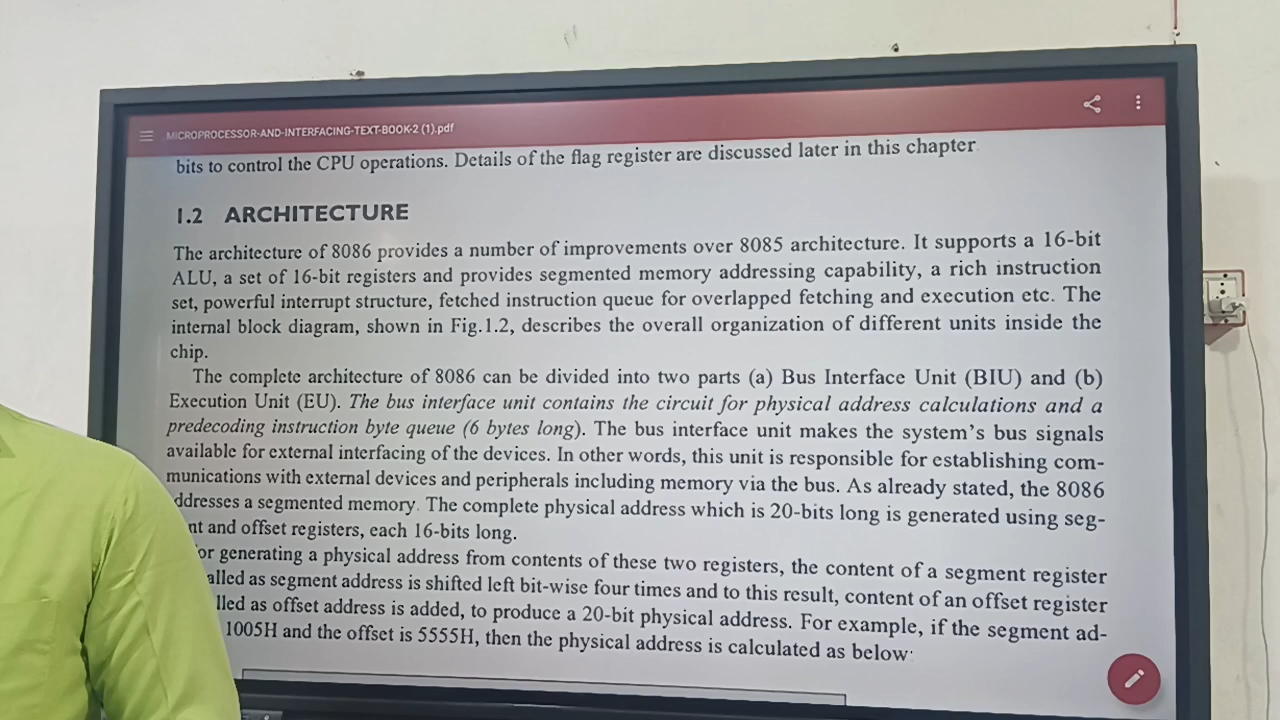 MICROPROCESSOR-AND-INTERFACING-TEXT-BOOK-2 (1).pdf
bits to control the CPU operations. Details of the flag register are discussed later in this chapter
1.2 ARCHITECTURE
The architecture of 8086 provides a number of improvements over 8085 architecture. It supports a 16-bit
ALU, a set of 16-bit registers and provides segmented memory addressing capability, a rich instruction
set, powerful interrupt structure, fetched instruction queue for overlapped fetching and execution etc. The
internal block diagram, shown in Fig.1.2, describes the overall organization of different units inside the
chip.
The complete architecture of 8086 can be divided into two parts (a) Bus Interface Unit (BIU) and (b)
Execution Unit (EU). The bus interface unit contains the circuit for physical address calculations and a
predecoding instruction byte queue (6 bytes long). The bus interface unit makes the system's bus signals
available for external interfacing of the devices. In other words, this unit is responsible for establishing com-
munications with external devices and peripherals including memory via the bus. As already stated, the 8086
ddresses a segmented memory. The complete physical address which is 20-bits long is generated using seg-
nt and offset registers, each 16-bits long.
or generating a physical address from contents of these two registers, the content of a segment register
alled as segment address is shifted left bit-wise four times and to this result, content of an offset register
lled as offset address is added, to produce a 20-bit physical address. For example, if the segment ad-
1005H and the offset is 5555H, then the physical address is calculated as below: